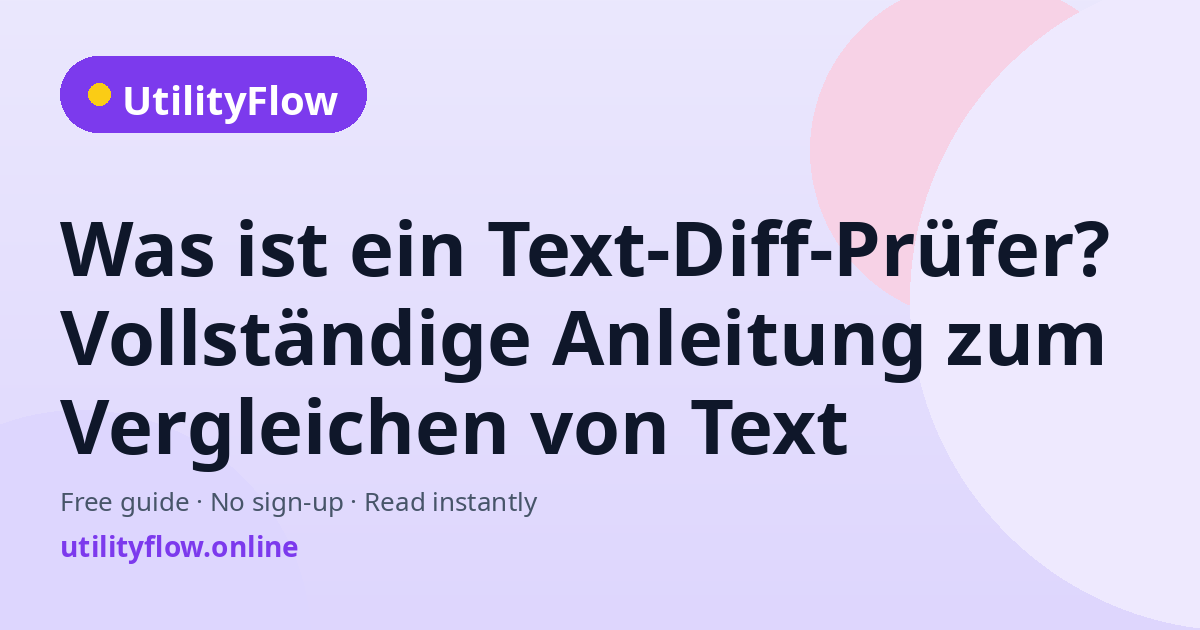 UtilityFlow
Was ist ein Text-Diff-Prüfer?
Vollständige Anleitung zum
Vergleichen von Text
Free guide · No sign-up · Read instantly
utilityflow.online